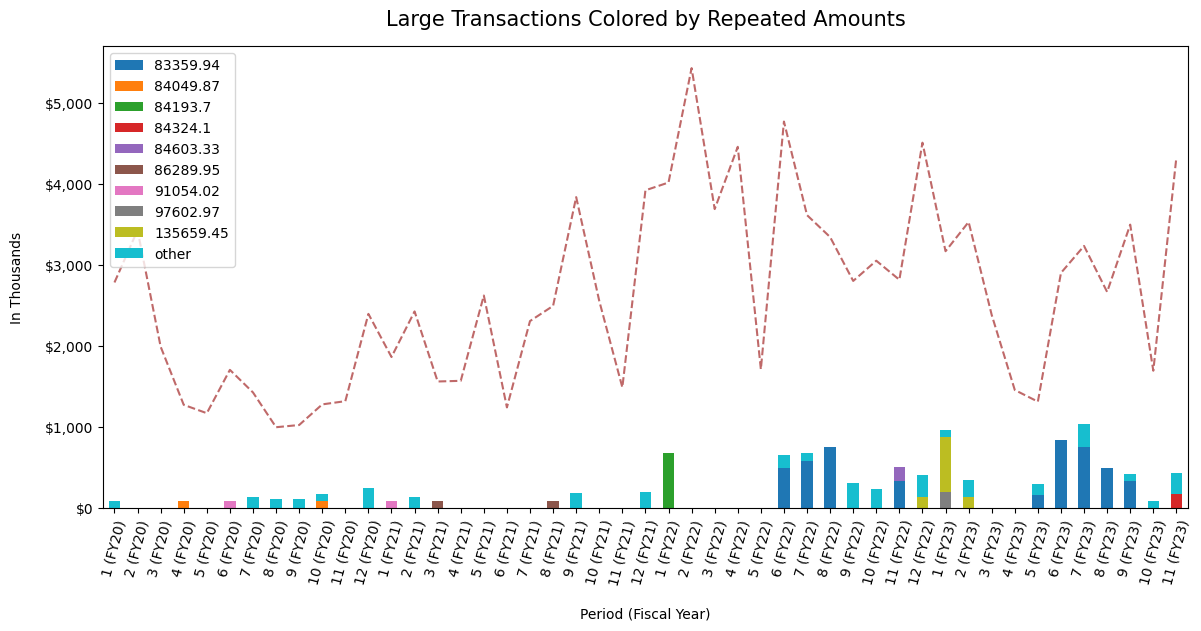 Large Transactions Colored by Repeated Amounts
83359.94
84049.87
84193.7
84324.1
84603.33
86289.95
91054.02
97602.97
135659.45
other
$5,000
$4,000
$3,000
$2,000
$1,000
$0
In Thousands
1 (FY20)
2 (FY20)
3 (FY20)
4 (FY20)
5 (FY20)
6 (FY20)
7 (FY20)
8 (FY20)
9 (FY20)
10 (FY20)
11 (FY20)
12 (FY20)
1 (FY21)
2 (FY21)
3 (FY21)
4 (FY21)
5 (FY21)
6 (FY21)
7 (FY21)
8 (FY21)
9 (FY21)
10 (FY21)
11 (FY21)
12 (FY21)
1 (FY22)
2 (FY22)
3 (FY22)
4 (FY22)
5 (FY22)
6 (FY22)
7 (FY22)
8 (FY22)
9 (FY22)
10 (FY22)
11 (FY22)
12 (FY22)
1 (FY23)
2 (FY23)
3 (FY23)
4 (FY23)
5 (FY23)
6 (FY23)
7 (FY23)
8 (FY23)
9 (FY23)
10 (FY23)
11 (FY23)
Period (Fiscal Year)